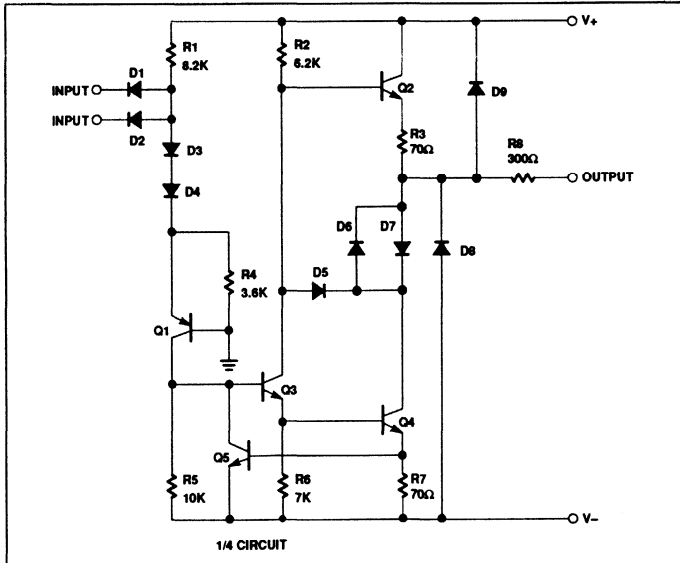 V+
R1
8.2K
R2
6.2K
D1
INPUT
Q2
D9
INPUT
D2
R3
70Ω
R8
300Ω
D3
OUTPUT
D4
D6
D7
D8
R4
3.6K
D5
Q1
Q3
Q4
Q5
R5
10K
R6
7K
R7
70Ω
V–
1/4 CIRCUIT